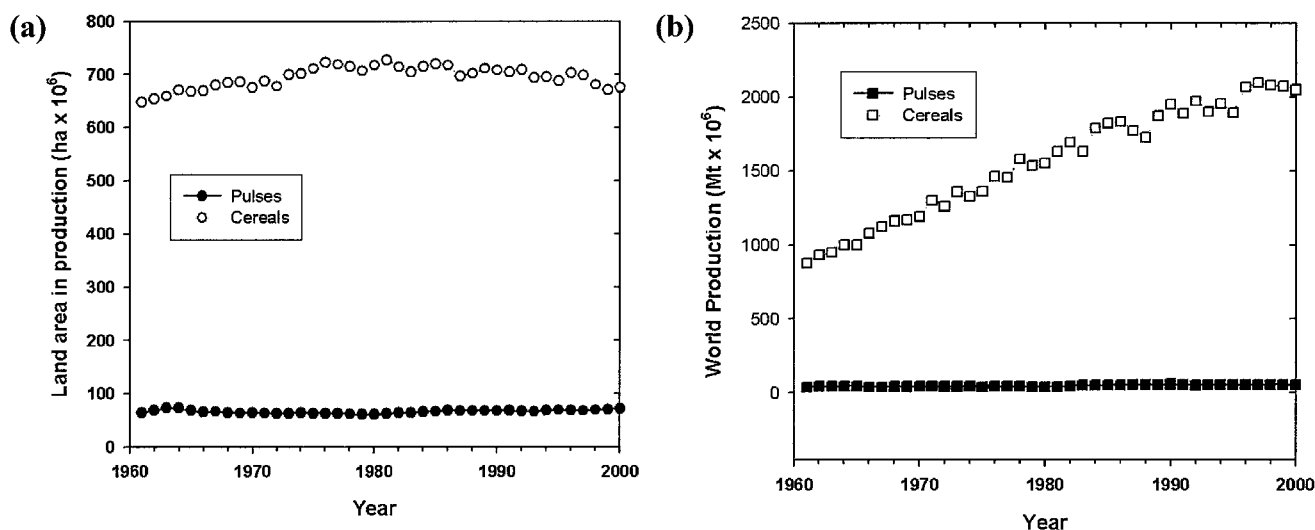 (a)
800
700
600
500
400
300
200
100
0
Land area in production (ha x 10⁶)
Pulses
Cereals
1960
1970
1980
1990
2000
Year
(b)
2500
2000
1500
1000
500
0
World Production (Mt x 10⁶)
Pulses
Cereals
1960
1970
1980
1990
2000
Year